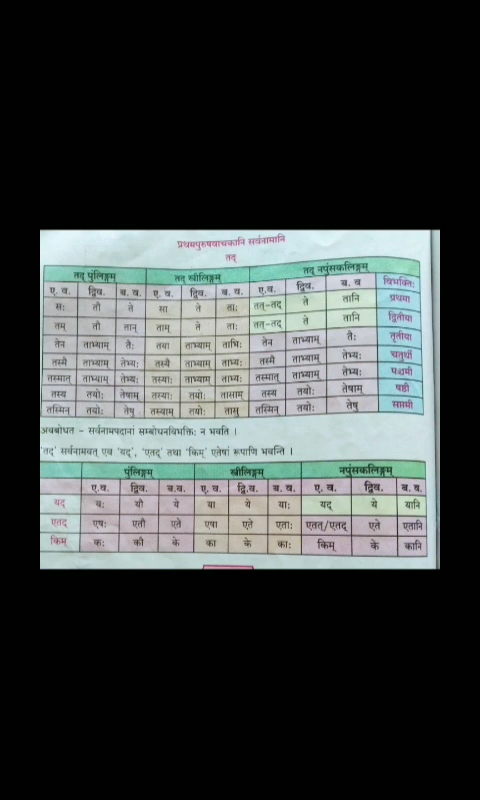 प्रथमपुरुषवाचकानि सर्वनामानि
तद्
तद् पुंलिङ्गम् तद् स्त्रीलिङ्गम् तद् नपुंसकलिङ्गम्
ए. व. द्विव. ब. व. ए. व. द्विव. ब. व. ए.व. द्विव. ब. व विभक्तिः
सः तौ ते सा ते ताः तत्-तद् ते तानि प्रथमा
तम् तौ तान् ताम् ते ताः तत्-तद् ते तानि द्वितीया
तेन ताभ्याम् तैः तया ताभ्याम् ताभिः तेन ताभ्याम् तैः तृतीया
तस्मै ताभ्याम् तेभ्यः तस्यै ताभ्याम् ताभ्यः तस्मै ताभ्याम् तेभ्यः चतुर्थी
तस्मात् ताभ्याम् तेभ्यः तस्याः ताभ्याम् ताभ्यः तस्मात् ताभ्याम् तेभ्यः पञ्चमी
तस्य तयोः तेषाम् तस्याः तयोः तासाम् तस्य तयोः तेषाम् षष्ठी
तस्मिन् तयोः तेषु तस्याम् तयोः तासु तस्मिन् तयोः तेषु सप्तमी
अवबोधत – सर्वनामपदानां सम्बोधनविभक्तिः न भवति ।
'तद्' सर्वनामवत् एव 'यद्', 'एतद्' तथा 'किम्' एतेषां रूपाणि भवन्ति ।
पुंलिङ्गम् स्त्रीलिङ्गम् नपुंसकलिङ्गम्
ए.व. द्विव. ब.व. ए.व. द्वि.व. ब.व. ए. व. द्विव. ब. व.
यद् यः यौ ये या ये याः यद् ये यानि
एतद् एषः एतौ एते एषा एते एताः एतत्/एतद् एते एतानि
किम् कः कौ के का के काः किम् के कानि